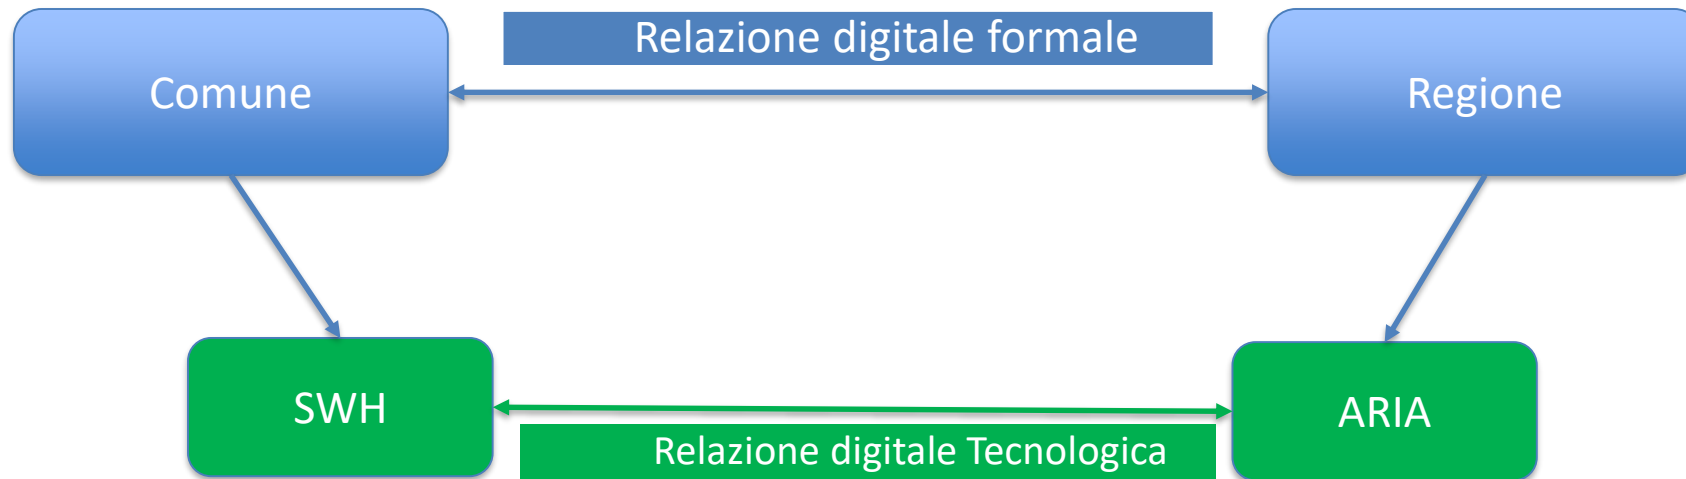 Relazione digitale formale
Comune
Regione
SWH
ARIA
Relazione digitale Tecnologica